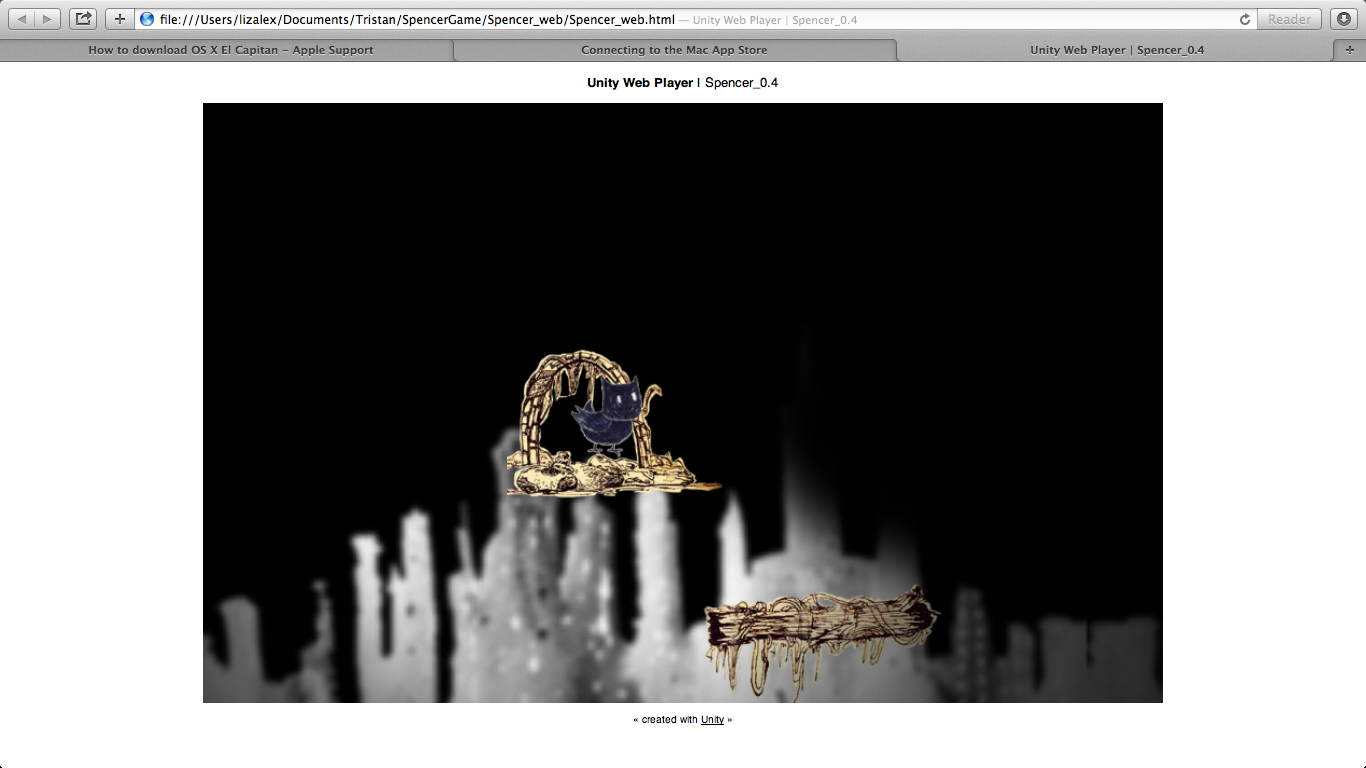 file:///Users/lizalex/Documents/Tristan/SpencerGame/Spencer_web/Spencer_web.html — Unity Web Player | Spencer_0.4
Reader
How to download OS X El Capitan - Apple Support
Connecting to the Mac App Store
Unity Web Player | Spencer_0.4
Unity Web Player | Spencer_0.4
« created with Unity »